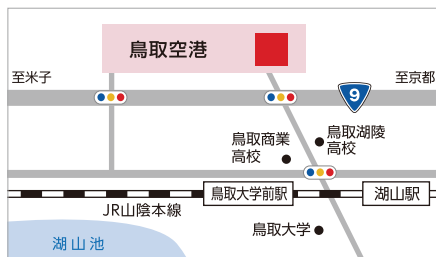 鳥取空港
至米子
至京都
9
鳥取商業
高校
鳥取湖陵
高校
鳥取大学前駅
湖山駅
JR山陰本線
鳥取大学
湖山池